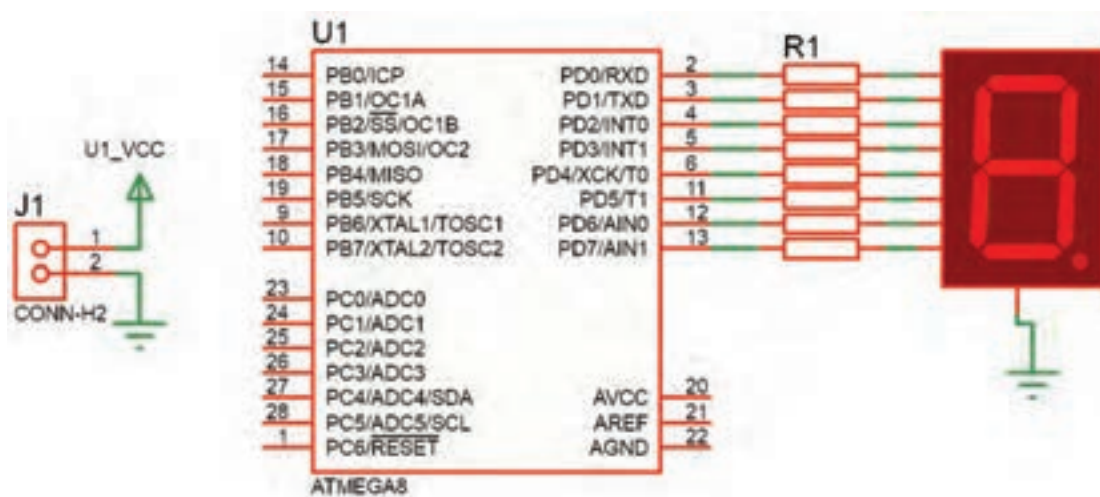 U1_VCC
J1
1
2
CONN-H2
U1
14 PB0/ICP
15 PB1/OC1A
16 PB2/SS/OC1B
17 PB3/MOSI/OC2
18 PB4/MISO
19 PB5/SCK
9 PB6/XTAL1/TOSC1
10 PB7/XTAL2/TOSC2
23 PC0/ADC0
24 PC1/ADC1
25 PC2/ADC2
26 PC3/ADC3
27 PC4/ADC4/SDA
28 PC5/ADC5/SCL
1 PC6/RESET
PD0/RXD 2
PD1/TXD 3
PD2/INT0 4
PD3/INT1 5
PD4/XCK/T0 6
PD5/T1 11
PD6/AIN0 12
PD7/AIN1 13
AVCC 20
AREF 21
AGND 22
ATMEGA8
R1
8.